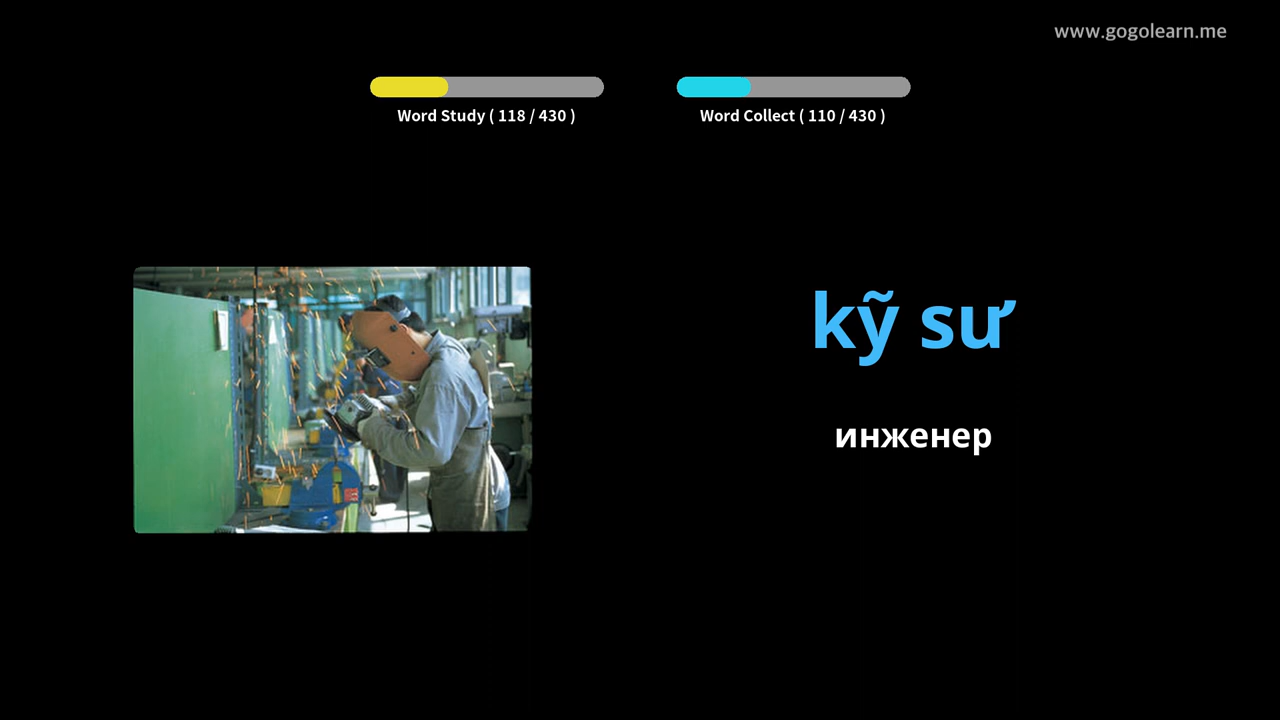 www.gogolearn.me
Word Study ( 118 / 430 )
Word Collect ( 110 / 430 )
kỹ sư
инженер